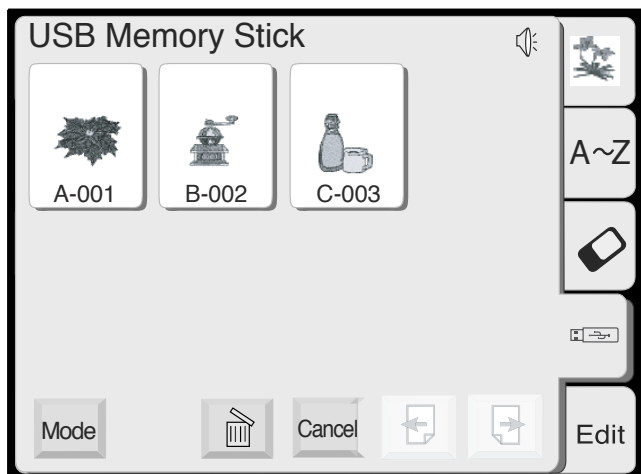 USB Memory Stick
A-001
B-002
C-003
A~Z
Mode
Cancel
Edit